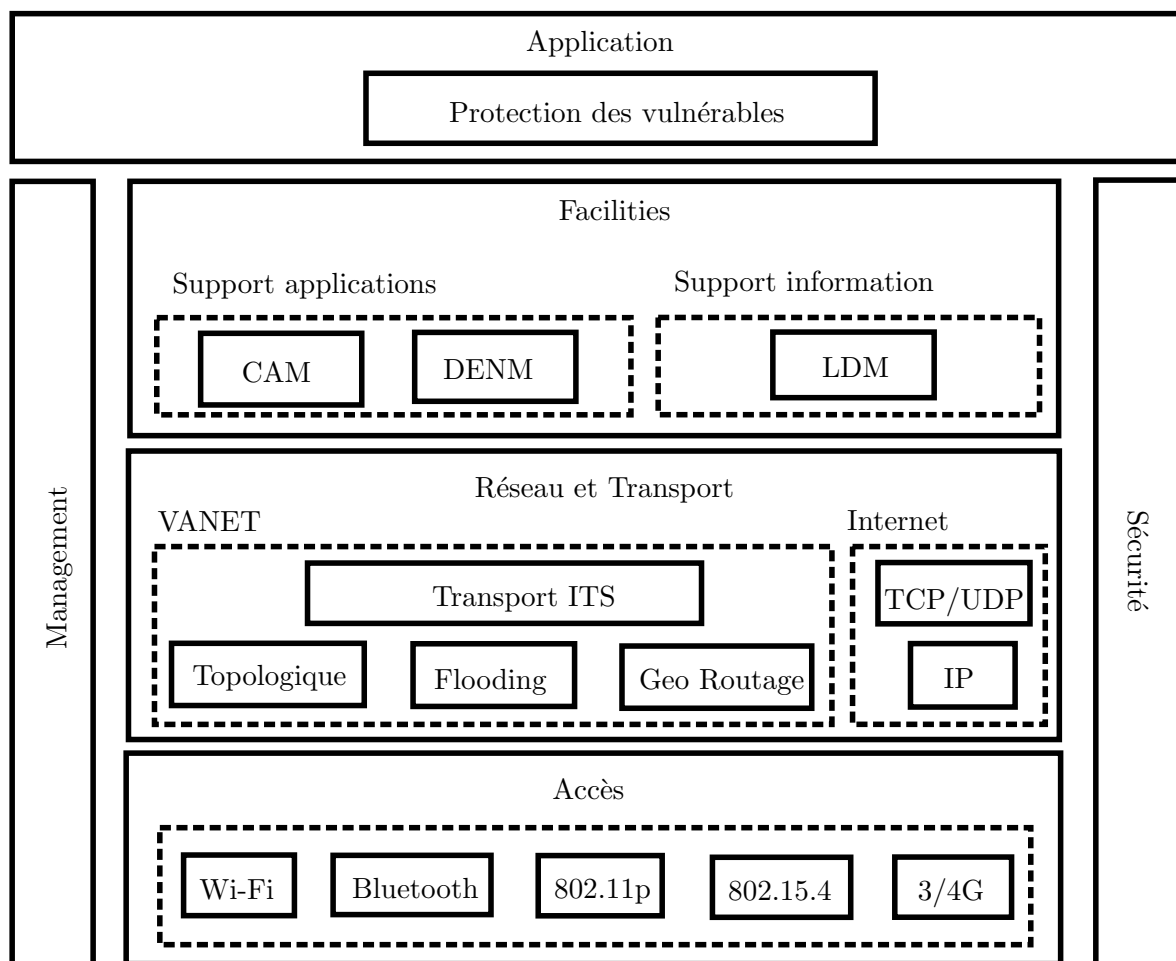 Application
Protection des vulnérables
Management
Facilities
Support applications
Support information
CAM
DENM
LDM
Réseau et Transport
VANET
Internet
Transport ITS
TCP/UDP
Topologique
Flooding
Geo Routage
IP
Accès
Wi-Fi
Bluetooth
802.11p
802.15.4
3/4G
Sécurité